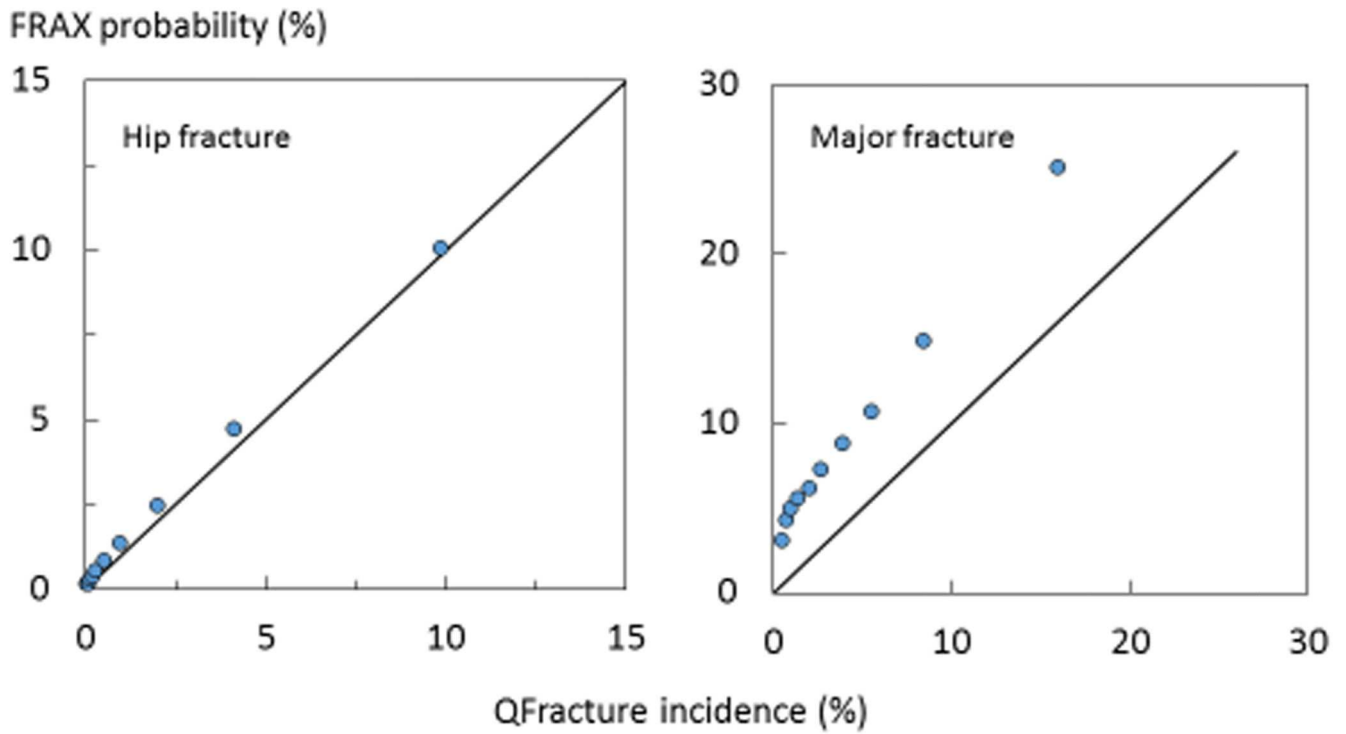 FRAX probability (%)
15
Hip fracture
10
5
0
0 5 10 15
30
Major fracture
20
10
0
0 10 20 30
QFracture incidence (%)